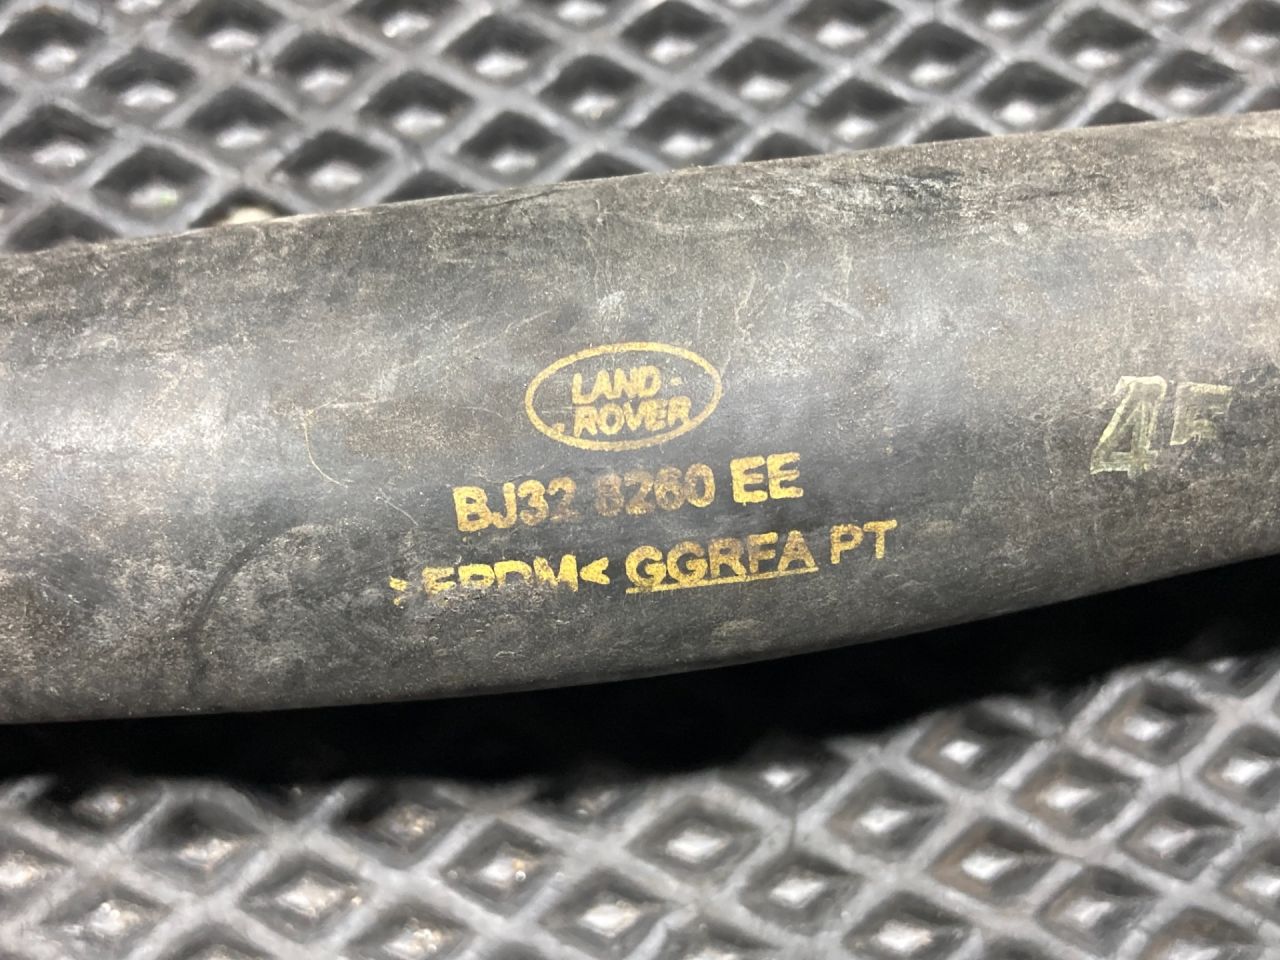 LAND-
ROVER
BJ32 8260 EE
>EPDM< GGRFA PT
4F